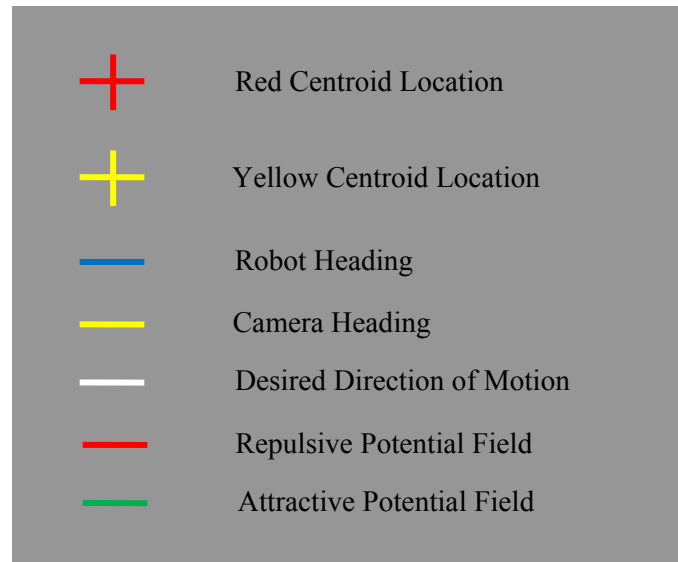 Red Centroid Location
Yellow Centroid Location
Robot Heading
Camera Heading
Desired Direction of Motion
Repulsive Potential Field
Attractive Potential Field